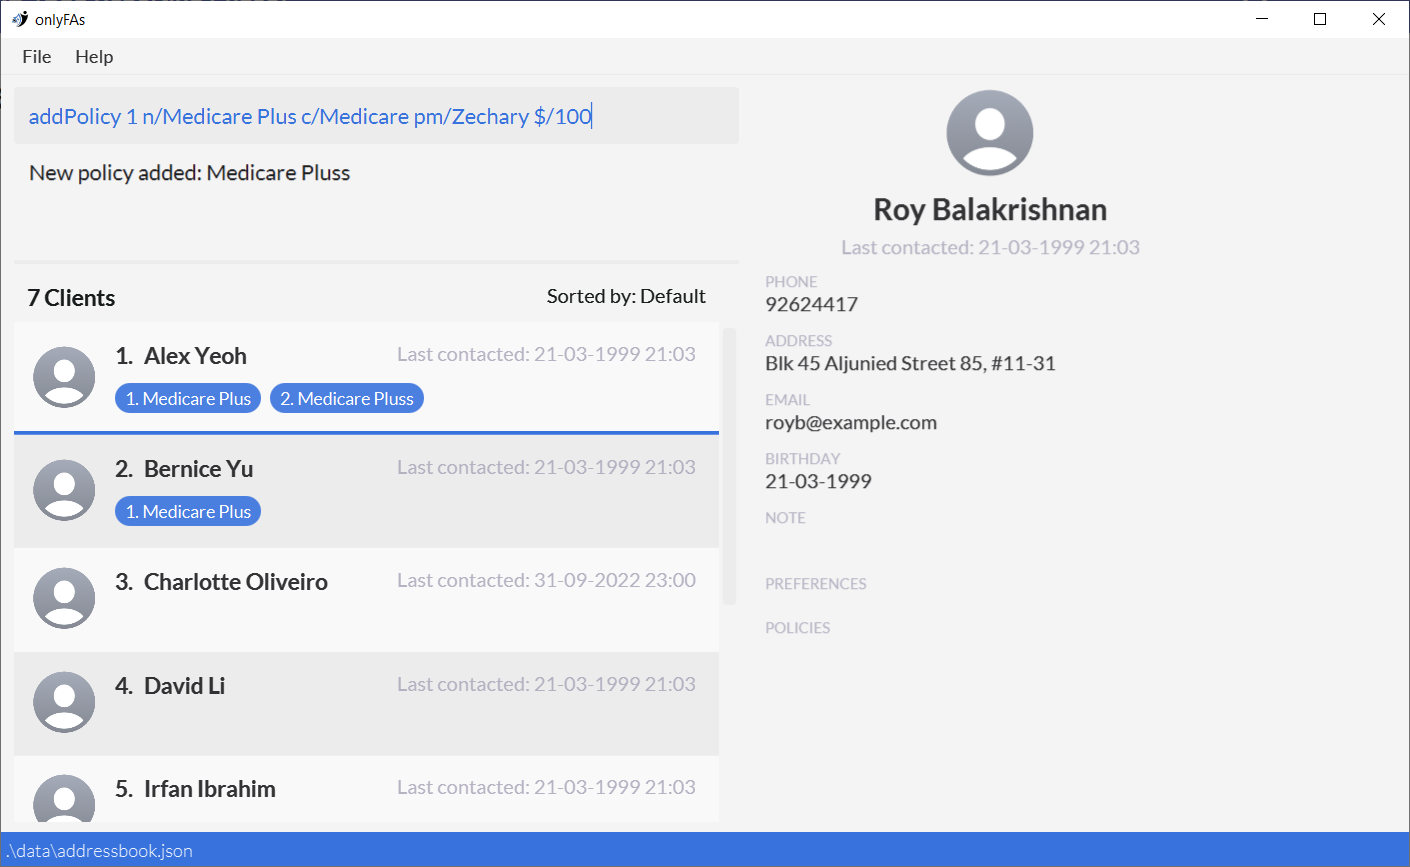 onlyFAs
File Help
addPolicy 1 n/Medicare Plus c/Medicare pm/Zechary $/100
New policy added: Medicare Pluss
7 Clients Sorted by: Default
1. Alex Yeoh Last contacted: 21-03-1999 21:03
1. Medicare Plus 2. Medicare Pluss
2. Bernice Yu Last contacted: 21-03-1999 21:03
1. Medicare Plus
3. Charlotte Oliveiro Last contacted: 31-09-2022 23:00
4. David Li Last contacted: 21-03-1999 21:03
5. Irfan Ibrahim Last contacted: 21-03-1999 21:03
Roy Balakrishnan
Last contacted: 21-03-1999 21:03
PHONE
92624417
ADDRESS
Blk 45 Aljunied Street 85, #11-31
EMAIL
royb@example.com
BIRTHDAY
21-03-1999
NOTE
PREFERENCES
POLICIES
.\data\addressbook.json